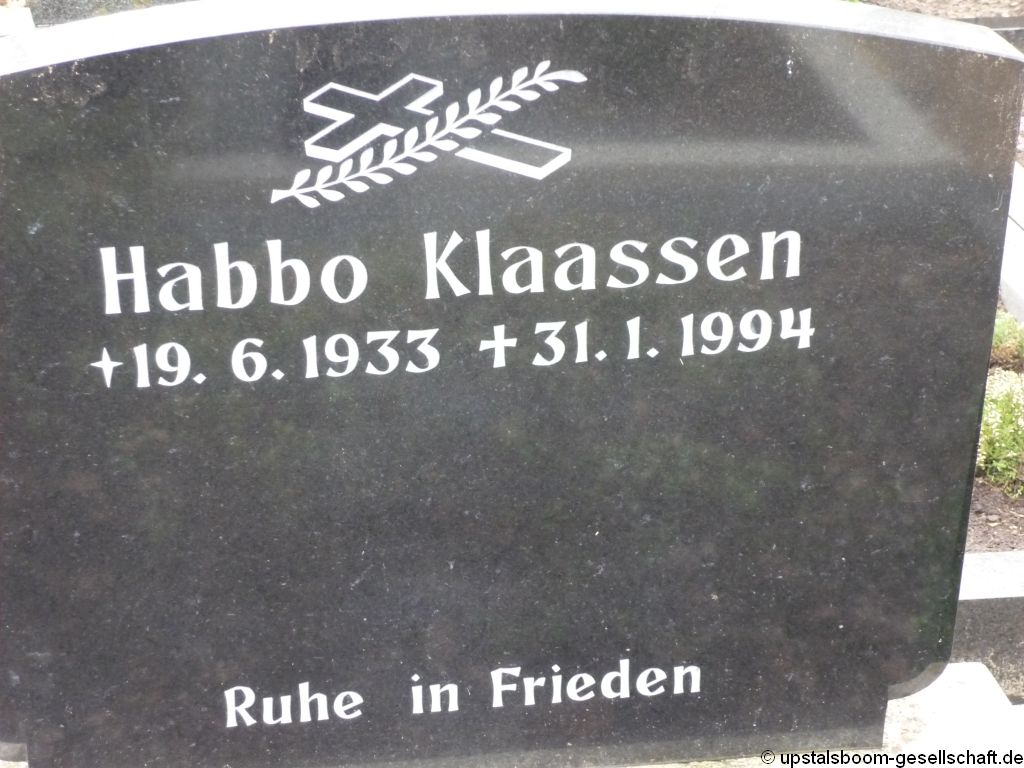 Habbo Klaassen
✦19. 6. 1933 ✝31. 1. 1994
Ruhe in Frieden
© upstalsboom-gesellschaft.de